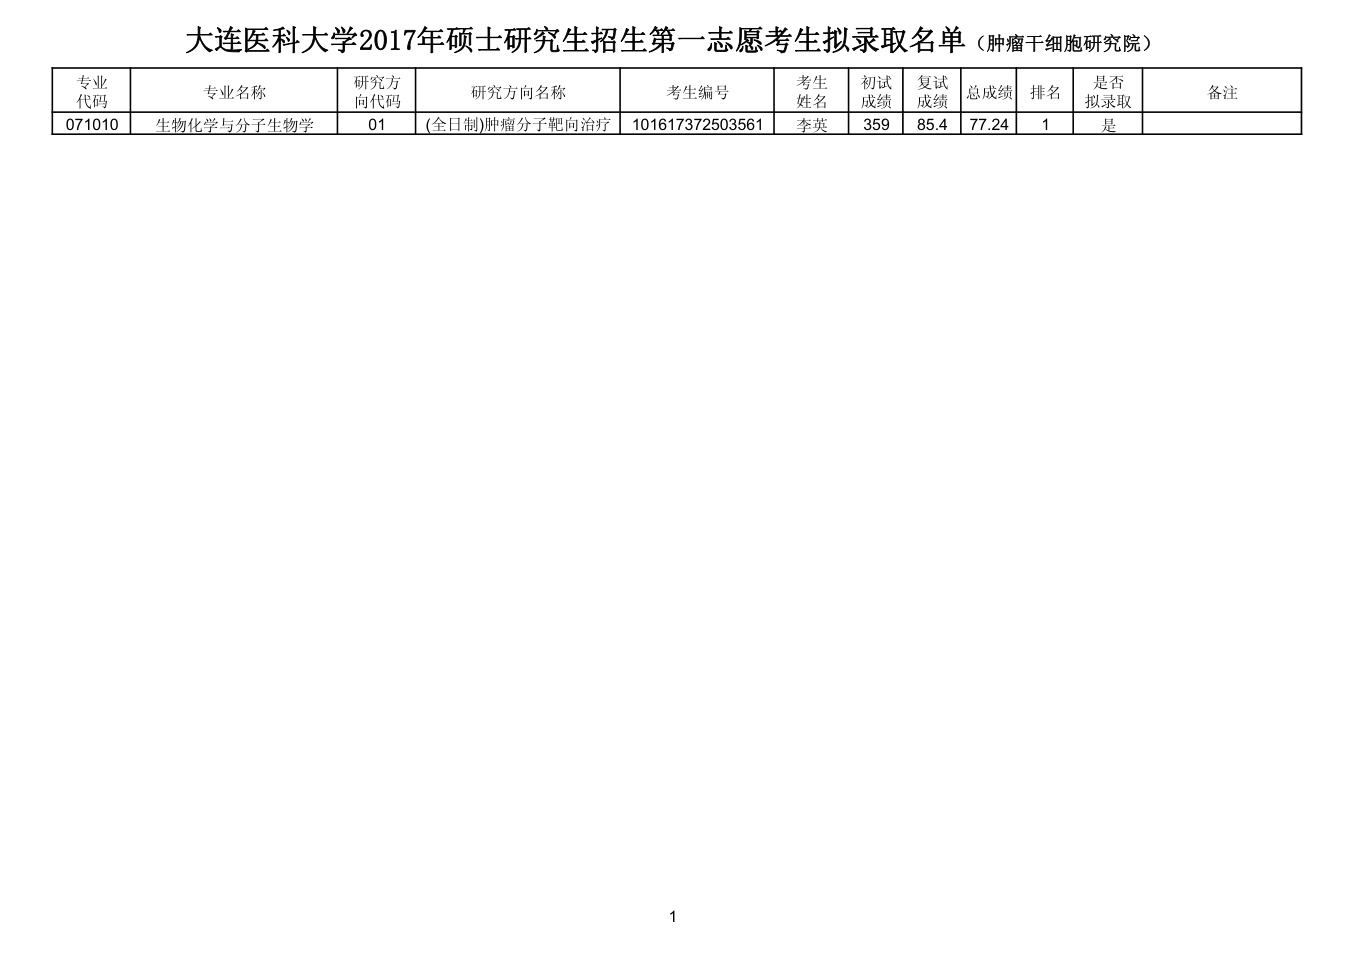 大连医科大学2017年硕士研究生招生第一志愿考生拟录取名单（肿瘤干细胞研究院）
专业代码 专业名称 研究方向代码 研究方向名称 考生编号 考生姓名 初试成绩 复试成绩 总成绩 排名 是否拟录取 备注
071010 生物化学与分子生物学 01 (全日制)肿瘤分子靶向治疗 101617372503561 李英 359 85.4 77.24 1 是
1